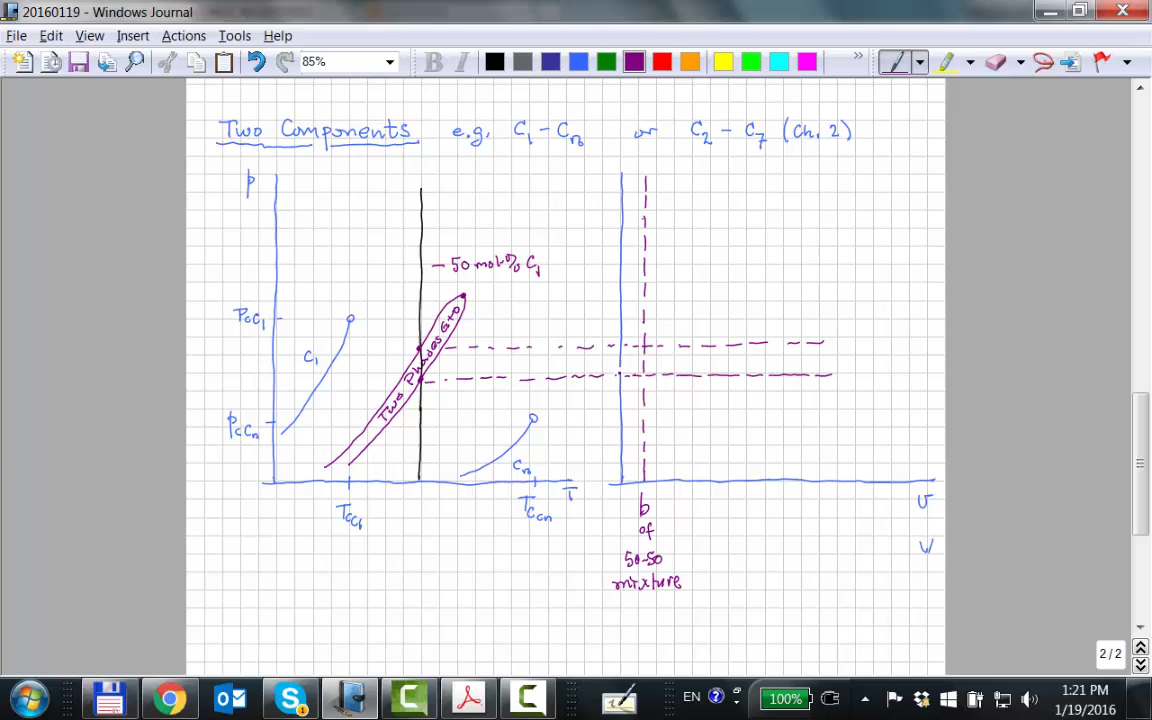 20160119 - Windows Journal
File Edit View Insert Actions Tools Help
85%
Two Components e.g. C1 - Cn or C2 - C7 (Ch. 2)
p
50 mol-% C1
PcC1
C1
Two Phases G+O
PcCn
Cn
TcC1
TcCn
T
b
of
50-50
mixture
v
2 / 2
EN
100%
1:21 PM
1/19/2016